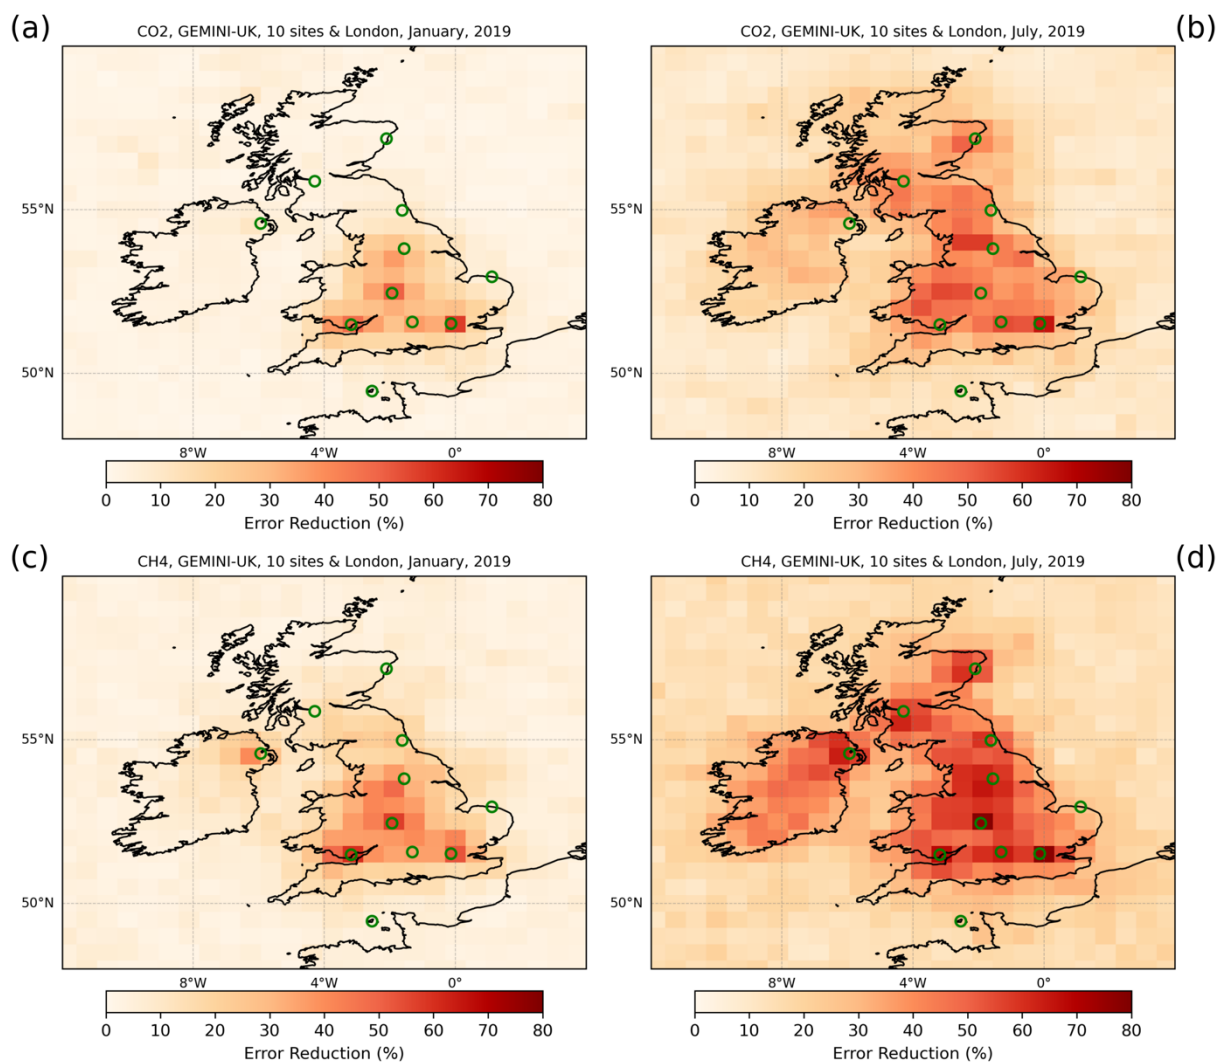 (a)
CO2, GEMINI-UK, 10 sites & London, January, 2019
CO2, GEMINI-UK, 10 sites & London, July, 2019
(b)
55°N
50°N
8°W 4°W 0°
0 10 20 30 40 50 60 70 80
Error Reduction (%)
55°N
50°N
8°W 4°W 0°
0 10 20 30 40 50 60 70 80
Error Reduction (%)
(c)
CH4, GEMINI-UK, 10 sites & London, January, 2019
CH4, GEMINI-UK, 10 sites & London, July, 2019
(d)
55°N
50°N
8°W 4°W 0°
0 10 20 30 40 50 60 70 80
Error Reduction (%)
55°N
50°N
8°W 4°W 0°
0 10 20 30 40 50 60 70 80
Error Reduction (%)